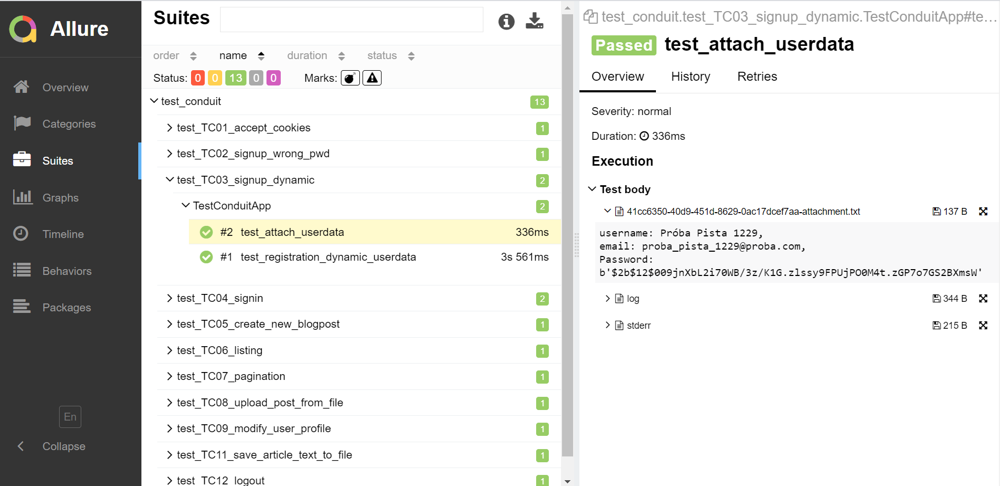 Allure
Overview
Categories
Suites
Graphs
Timeline
Behaviors
Packages
En
Collapse
Suites
order name duration status
Status: 0 0 13 0 0 Marks:
test_conduit 13
test_TC01_accept_cookies 1
test_TC02_signup_wrong_pwd 1
test_TC03_signup_dynamic 2
TestConduitApp 2
#2 test_attach_userdata 336ms
#1 test_registration_dynamic_userdata 3s 561ms
test_TC04_signin 2
test_TC05_create_new_blogpost 1
test_TC06_listing 1
test_TC07_pagination 1
test_TC08_upload_post_from_file 1
test_TC09_modify_user_profile 1
test_TC11_save_article_text_to_file 1
test_TC12_logout 1
test_conduit.test_TC03_signup_dynamic.TestConduitApp#te...
Passed test_attach_userdata
Overview History Retries
Severity: normal
Duration: 336ms
Execution
Test body
41cc6350-40d9-451d-8629-0ac17dcef7aa-attachment.txt 137 B
username: Próba Pista 1229,
email: proba_pista_1229@proba.com,
Password:
b'$2b$12$009jnXbL2i70WB/3z/K1G.zlssy9FPUjPO0M4t.zGP7o7GS2BXmsW'
log 344 B
stderr 215 B